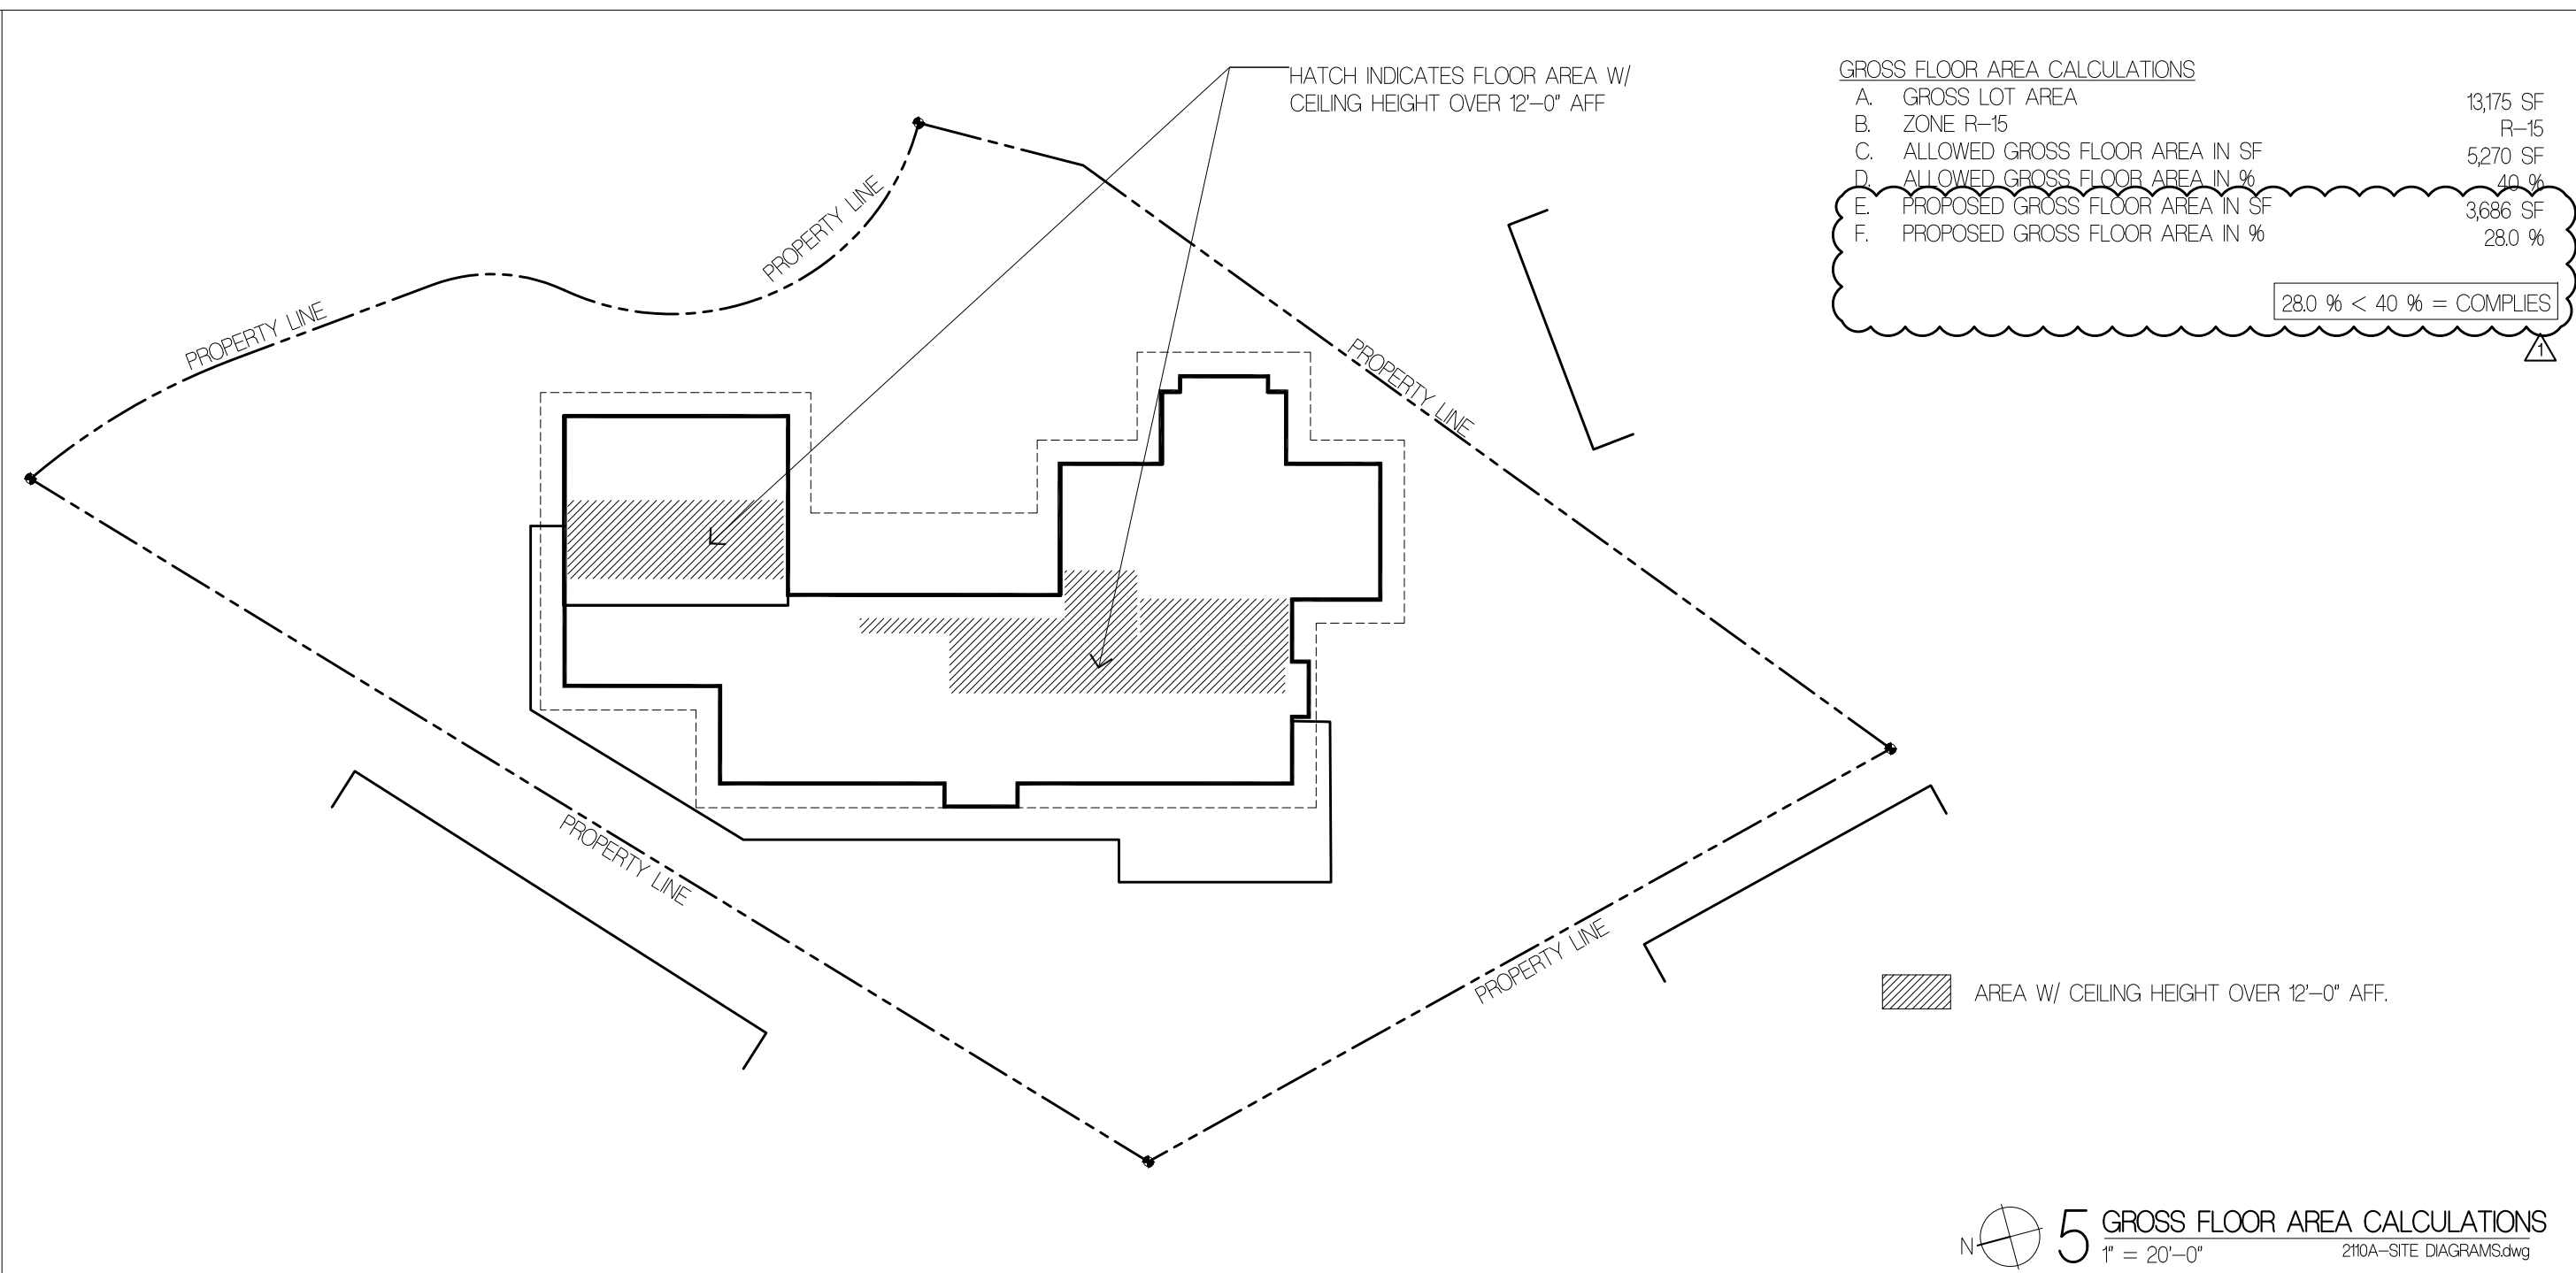 HATCH INDICATES FLOOR AREA W/
CEILING HEIGHT OVER 12'-0" AFF
GROSS FLOOR AREA CALCULATIONS
A. GROSS LOT AREA 13,175 SF
B. ZONE R-15 R-15
C. ALLOWED GROSS FLOOR AREA IN SF 5,270 SF
D. ALLOWED GROSS FLOOR AREA IN % 40 %
E. PROPOSED GROSS FLOOR AREA IN SF 3,686 SF
F. PROPOSED GROSS FLOOR AREA IN % 28.0 %
28.0 % < 40 % = COMPLIES
1
PROPERTY LINE
PROPERTY LINE
PROPERTY LINE
PROPERTY LINE
PROPERTY LINE
AREA W/ CEILING HEIGHT OVER 12'-0" AFF.
N
5 GROSS FLOOR AREA CALCULATIONS
1" = 20'-0" 2110A-SITE DIAGRAMS.dwg